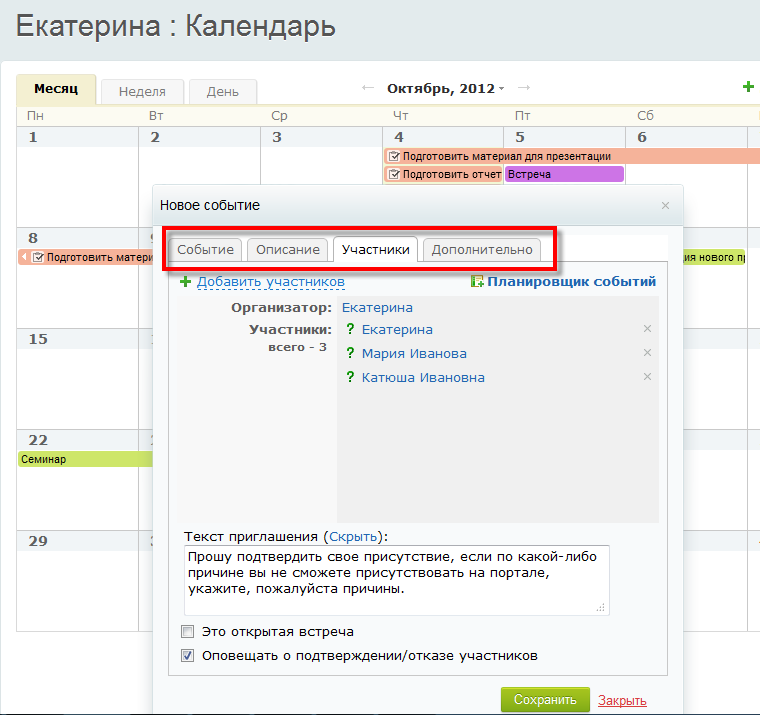 Екатерина : Календарь
Месяц Неделя День ← Октябрь, 2012 →
Пн Вт Ср Чт Пт Сб
1 2 3 4 5 6
Подготовить материал для презентации
Подготовить отчет Встреча
Новое событие
8
Событие Описание Участники Дополнительно
Подготовить матери
ия нового пр
Добавить участников Планировщик событий
Организатор: Екатерина
Участники: ? Екатерина
всего - 3
15
? Мария Иванова
? Катюша Ивановна
22
Семинар
Текст приглашения (Скрыть):
29
Прошу подтвердить свое присутствие, если по какой-либо
причине вы не сможете присутствовать на портале,
укажите, пожалуйста причины.
Это открытая встреча
Оповещать о подтверждении/отказе участников
Сохранить Закрыть